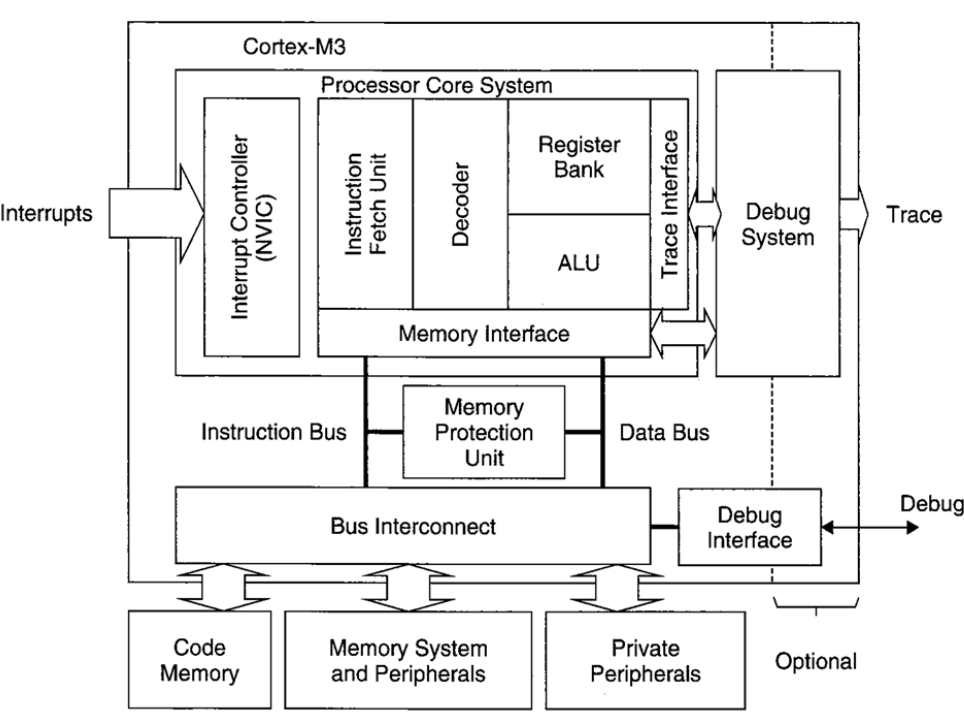 Cortex-M3
Processor Core System
Interrupts
Interrupt Controller
(NVIC)
Instruction
Fetch Unit
Decoder
Register
Bank
ALU
Trace Interface
Debug
System
Trace
Memory Interface
Instruction Bus
Memory
Protection
Unit
Data Bus
Bus Interconnect
Debug
Interface
Debug
Code
Memory
Memory System
and Peripherals
Private
Peripherals
Optional